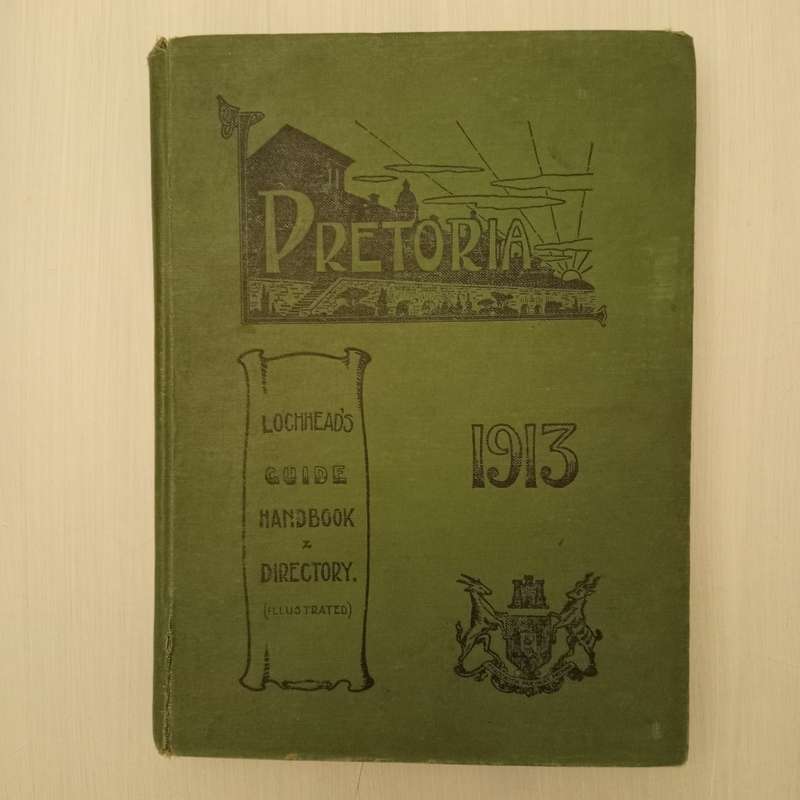 PRETORIA
LOCHHEAD'S
GUIDE
HANDBOOK
&
DIRECTORY.
(ILLUSTRATED)
1913